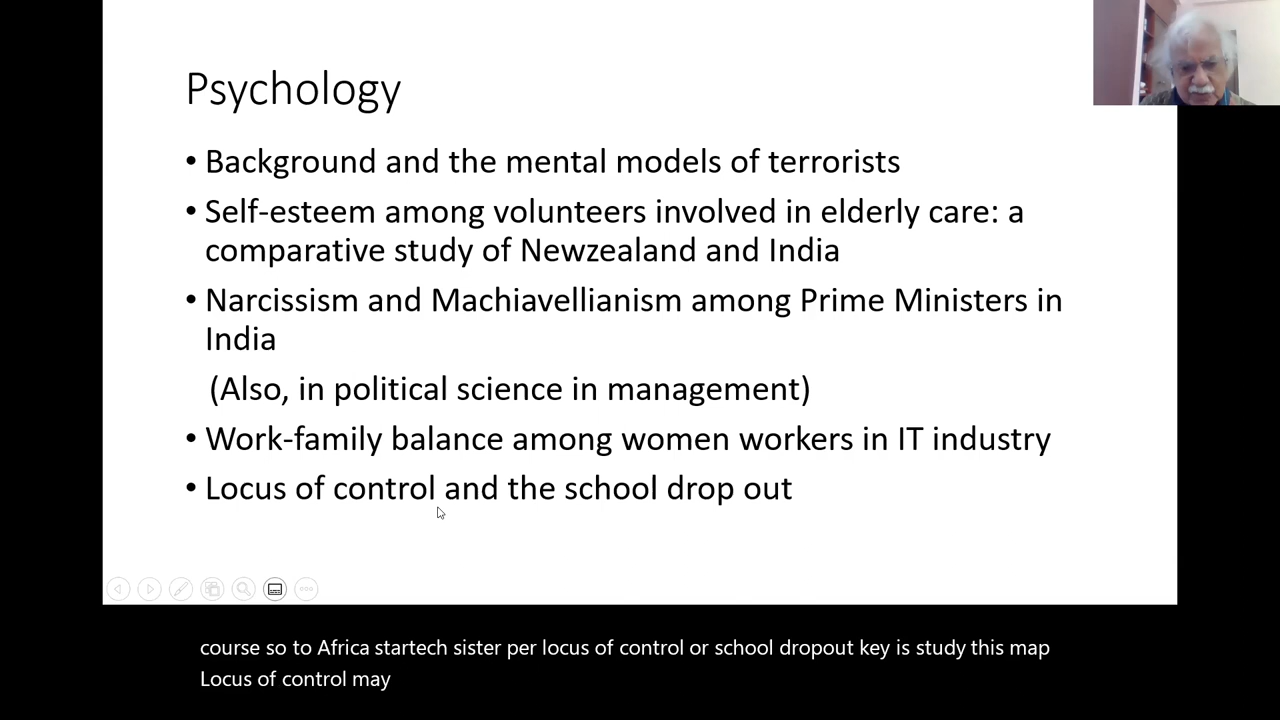 Psychology
• Background and the mental models of terrorists
• Self-esteem among volunteers involved in elderly care: a
comparative study of Newzealand and India
• Narcissism and Machiavellianism among Prime Ministers in
India
(Also, in political science in management)
• Work-family balance among women workers in IT industry
• Locus of control and the school drop out
course so to Africa startech sister per locus of control or school dropout key is study this map
Locus of control may